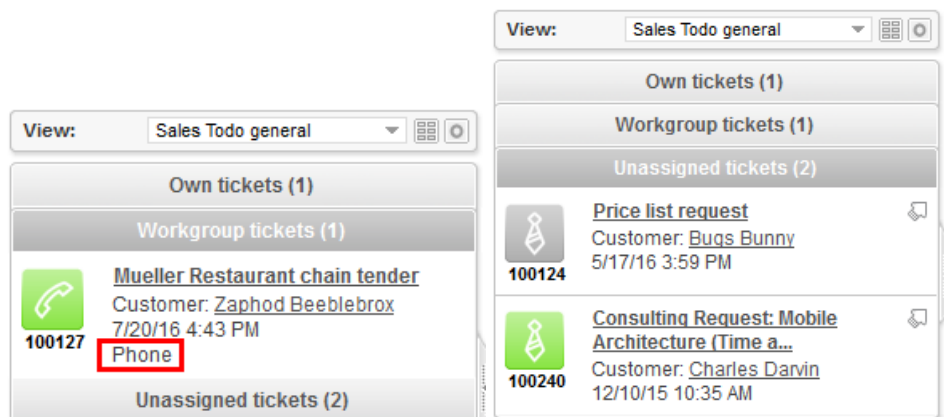 View: Sales Todo general
Own tickets (1)
Workgroup tickets (1)
Mueller Restaurant chain tender
Customer: Zaphod Beeblebrox
7/20/16 4:43 PM
100127
Phone
Unassigned tickets (2)
View: Sales Todo general
Own tickets (1)
Workgroup tickets (1)
Unassigned tickets (2)
Price list request
Customer: Bugs Bunny
5/17/16 3:59 PM
100124
Consulting Request: Mobile
Architecture (Time a...
Customer: Charles Darvin
100240
12/10/15 10:35 AM